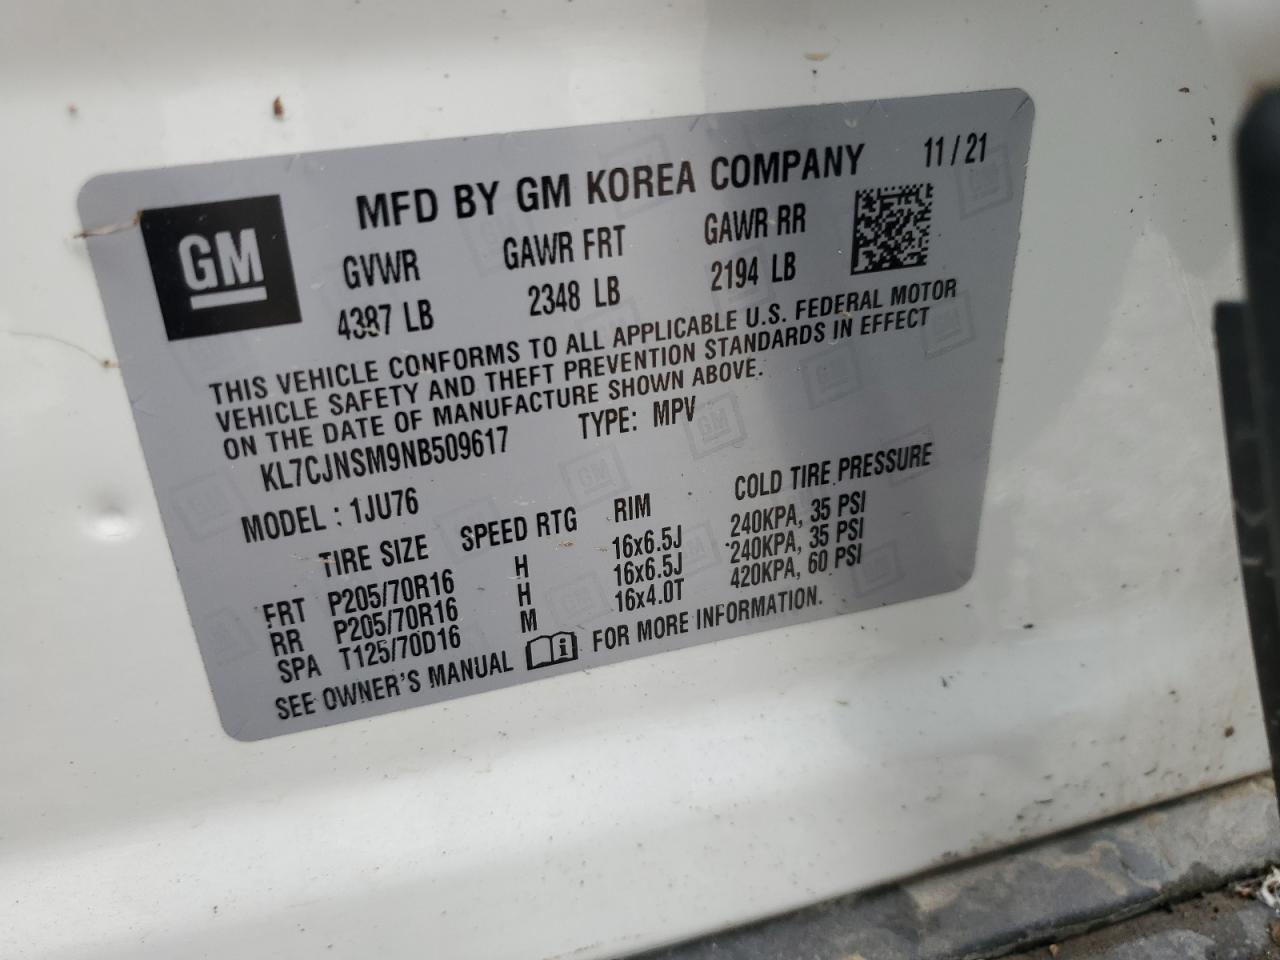 GM
MFD BY GM KOREA COMPANY 11/21
GVWR GAWR FRT GAWR RR
4387 LB 2348 LB 2194 LB
THIS VEHICLE CONFORMS TO ALL APPLICABLE U.S. FEDERAL MOTOR
VEHICLE SAFETY AND THEFT PREVENTION STANDARDS IN EFFECT
ON THE DATE OF MANUFACTURE SHOWN ABOVE.
KL7CJNSM9NB509617 TYPE: MPV
MODEL : 1JU76
TIRE SIZE SPEED RTG RIM COLD TIRE PRESSURE
FRT P205/70R16 H 16x6.5J 240KPA, 35 PSI
RR P205/70R16 H 16x6.5J 240KPA, 35 PSI
SPA T125/70D16 M 16x4.0T 420KPA, 60 PSI
SEE OWNER'S MANUAL i FOR MORE INFORMATION.